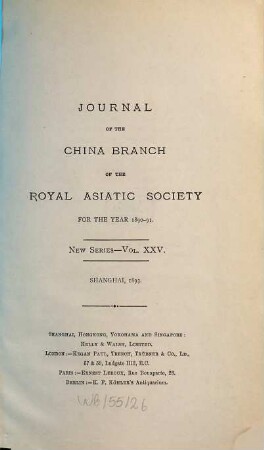 JOURNAL
OF THE
CHINA BRANCH
OF THE
ROYAL ASIATIC SOCIETY
FOR THE YEAR 1890-91.
NEW SERIES—VOL. XXV.
SHANGHAI,
SHANGHAI, HONGKONG, YOKOHAMA AND SINGAPORE:
KELLY & WALSH, LIMITED.
LONDON:—KEGAN PAUL, TRENCH, TRÜBNER & CO., LD.,
57 & 59, Ludgate Hill, E.C.
PARIS:—ERNEST LEROUX, Rue Bonaparte, 28.
BERLIN:—K. F. KÖHLER'S Antiquarium.
/55/26